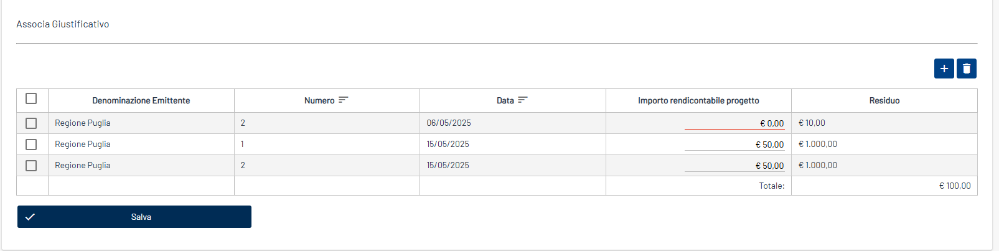 Associa Giustificativo
Denominazione Emittente Numero Data Importo rendicontabile progetto Residuo
Regione Puglia 2 06/05/2025 € 0,00 € 10,00
Regione Puglia 1 15/05/2025 € 50,00 € 1.000,00
Regione Puglia 2 15/05/2025 € 50,00 € 1.000,00
Totale: € 100,00
Salva